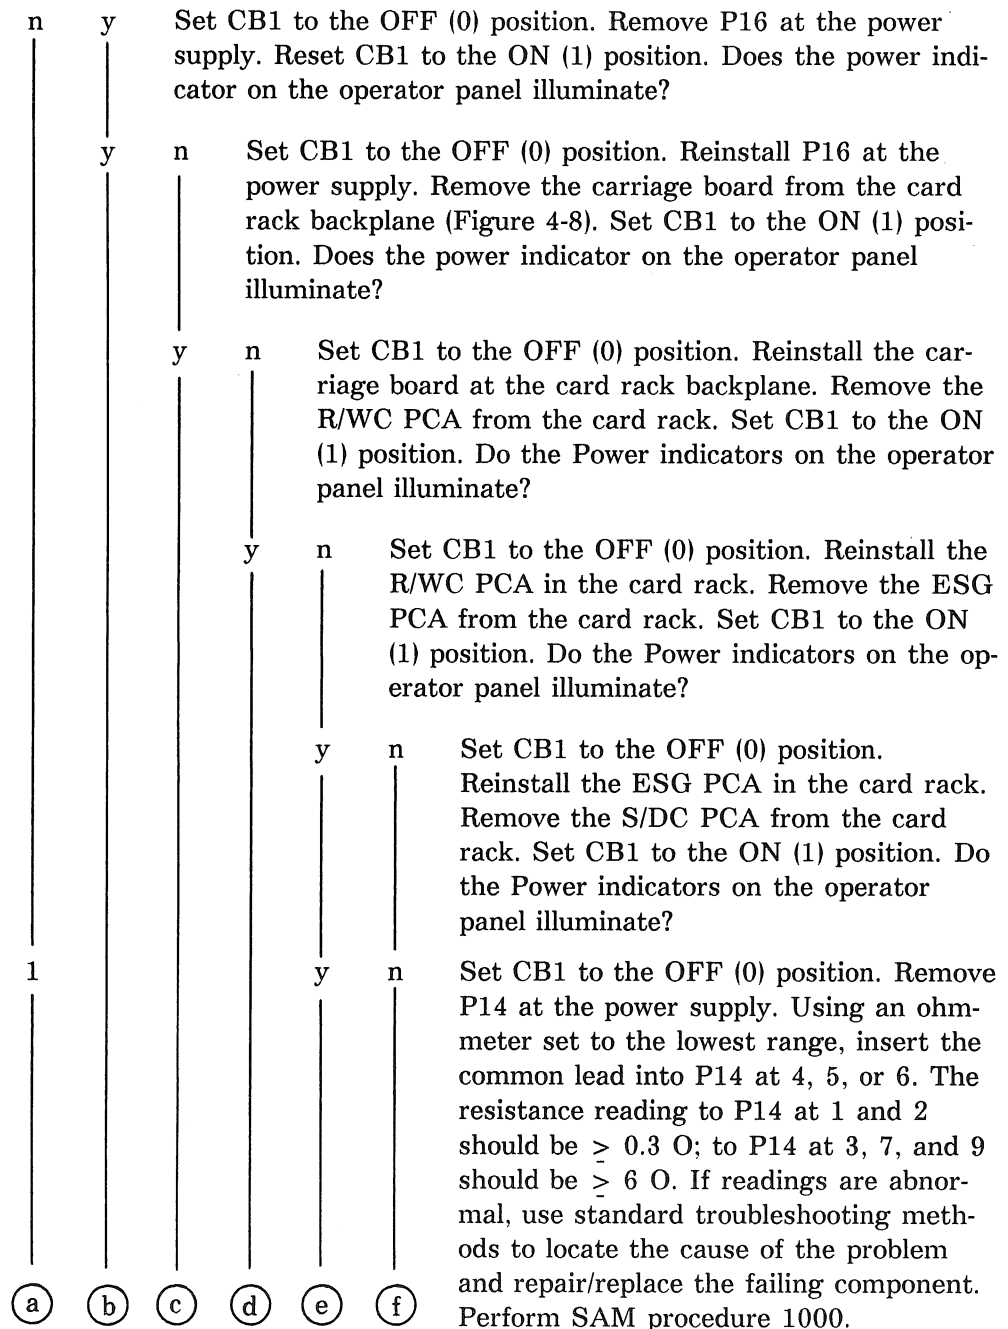 n y Set CB1 to the OFF (0) position. Remove P16 at the power
supply. Reset CB1 to the ON (1) position. Does the power indi-
cator on the operator panel illuminate?
y n Set CB1 to the OFF (0) position. Reinstall P16 at the
power supply. Remove the carriage board from the card
rack backplane (Figure 4-8). Set CB1 to the ON (1) posi-
tion. Does the power indicator on the operator panel
illuminate?
y n Set CB1 to the OFF (0) position. Reinstall the car-
riage board at the card rack backplane. Remove the
R/WC PCA from the card rack. Set CB1 to the ON
(1) position. Do the Power indicators on the operator
panel illuminate?
y n Set CB1 to the OFF (0) position. Reinstall the
R/WC PCA in the card rack. Remove the ESG
PCA from the card rack. Set CB1 to the ON
(1) position. Do the Power indicators on the op-
erator panel illuminate?
y n Set CB1 to the OFF (0) position.
Reinstall the ESG PCA in the card rack.
Remove the S/DC PCA from the card
rack. Set CB1 to the ON (1) position. Do
the Power indicators on the operator
panel illuminate?
1 y n Set CB1 to the OFF (0) position. Remove
P14 at the power supply. Using an ohm-
meter set to the lowest range, insert the
common lead into P14 at 4, 5, or 6. The
resistance reading to P14 at 1 and 2
should be ≥ 0.3 O; to P14 at 3, 7, and 9
should be ≥ 6 O. If readings are abnor-
mal, use standard troubleshooting meth-
ods to locate the cause of the problem
and repair/replace the failing component.
a b c d e f Perform SAM procedure 1000.